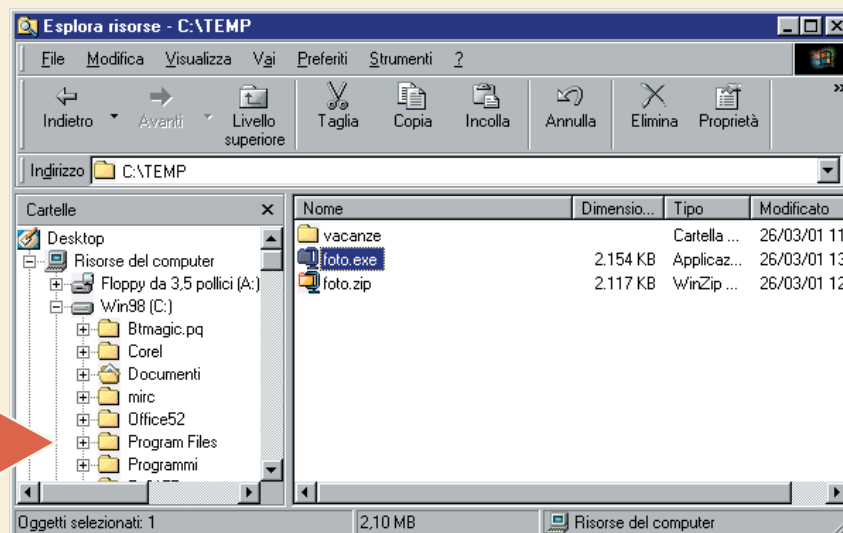 Esplora risorse - C:\TEMP
File Modifica Visualizza Vai Preferiti Strumenti ?
Indietro Avanti Livello superiore Taglia Copia Incolla Annulla Elimina Proprietà »
Indirizzo C:\TEMP
Cartelle
Desktop
Risorse del computer
Floppy da 3,5 pollici (A:)
Win98 (C:)
Btmagic.pq
Corel
Documenti
mirc
Office52
Program Files
Programmi
Nome Dimensio... Tipo Modificato
vacanze Cartella ... 26/03/01 11
foto.exe 2.154 KB Applicaz... 26/03/01 13
foto.zip 2.117 KB WinZip ... 26/03/01 12
Oggetti selezionati: 1 2,10 MB Risorse del computer